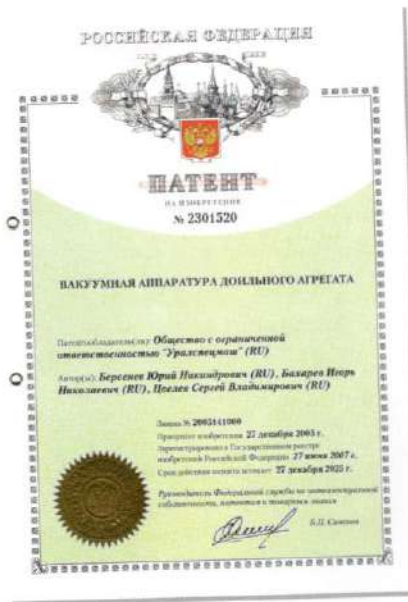 РОССИЙСКАЯ ФЕДЕРАЦИЯ
ПАТЕНТ
НА ИЗОБРЕТЕНИЕ
№ 2301520
ВАКУУМНАЯ АППАРАТУРА ДОИЛЬНОГО АГРЕГАТА
Патентообладатель(ли): Общество с ограниченной
ответственностью "Уралспецмаш" (RU)
Автор(ы): Берсенев Юрий Никандрович (RU), Бахарев Игорь
Николаевич (RU), Сергей Владимирович (RU)
Заявка № 2005141000
Приоритет изобретения 27 декабря 2005 г.
Зарегистрировано в Государственном реестре
изобретений Российской Федерации 27 июня 2007 г.
Срок действия патента истекает 27 декабря 2025 г.
Руководитель Федеральной службы по интеллектуальной
собственности, патентам и товарным знакам
Б.П. Симонов